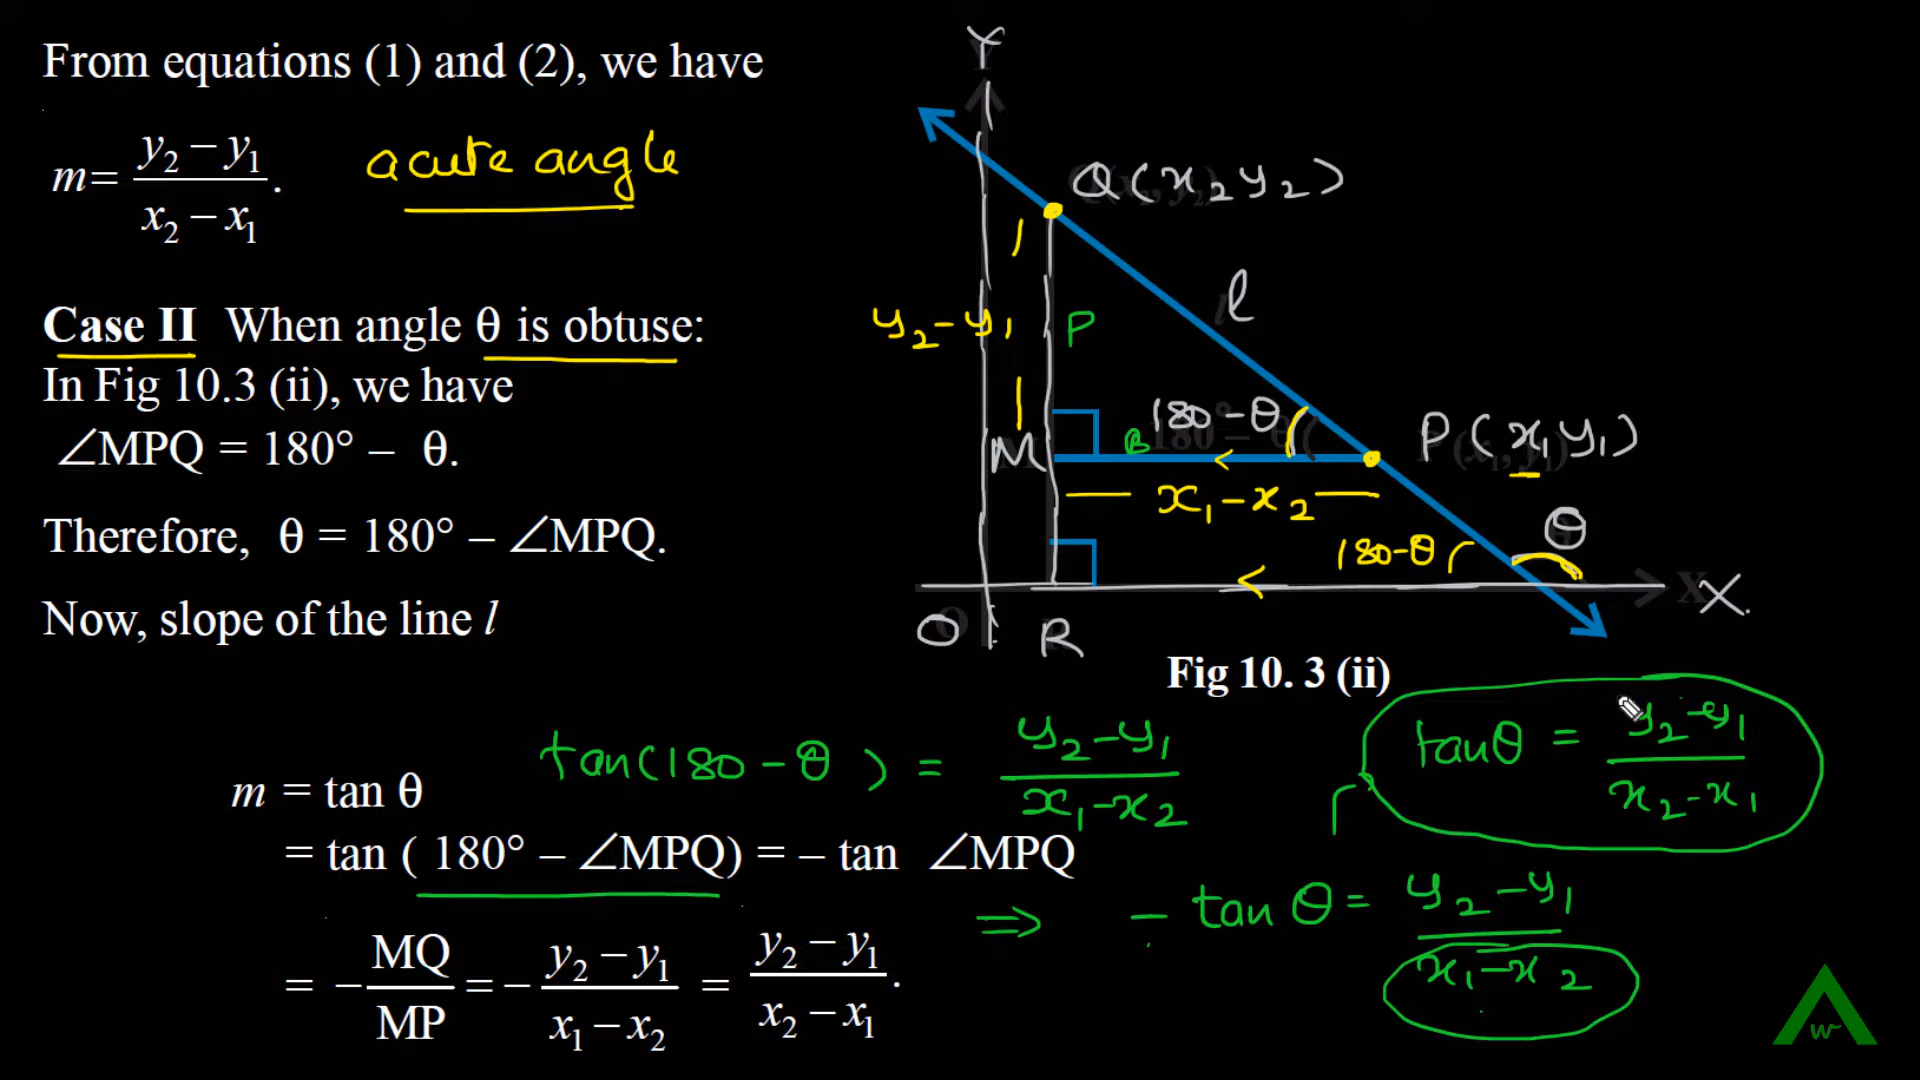 From equations (1) and (2), we have
m = y₂ – y₁ / x₂ – x₁.
acute angle
Case II When angle θ is obtuse:
In Fig 10.3 (ii), we have
∠MPQ = 180° – θ.
Therefore, θ = 180° – ∠MPQ.
Now, slope of the line l
Y
Q(x₂ y₂)
l
y₂-y₁
P
180-θ
M
B
P(x₁ y₁)
x₁-x₂
θ
180-θ
X
O
R
Fig 10. 3 (ii)
tan(180-θ) = y₂-y₁ / x₁-x₂
tanθ = y₂-y₁ / x₂-x₁
m = tan θ
= tan ( 180° – ∠MPQ) = – tan ∠MPQ
⇒ - tan θ = y₂-y₁ / x₁-x₂
= – MQ / MP = – y₂ – y₁ / x₁ – x₂ = y₂ – y₁ / x₂ – x₁.